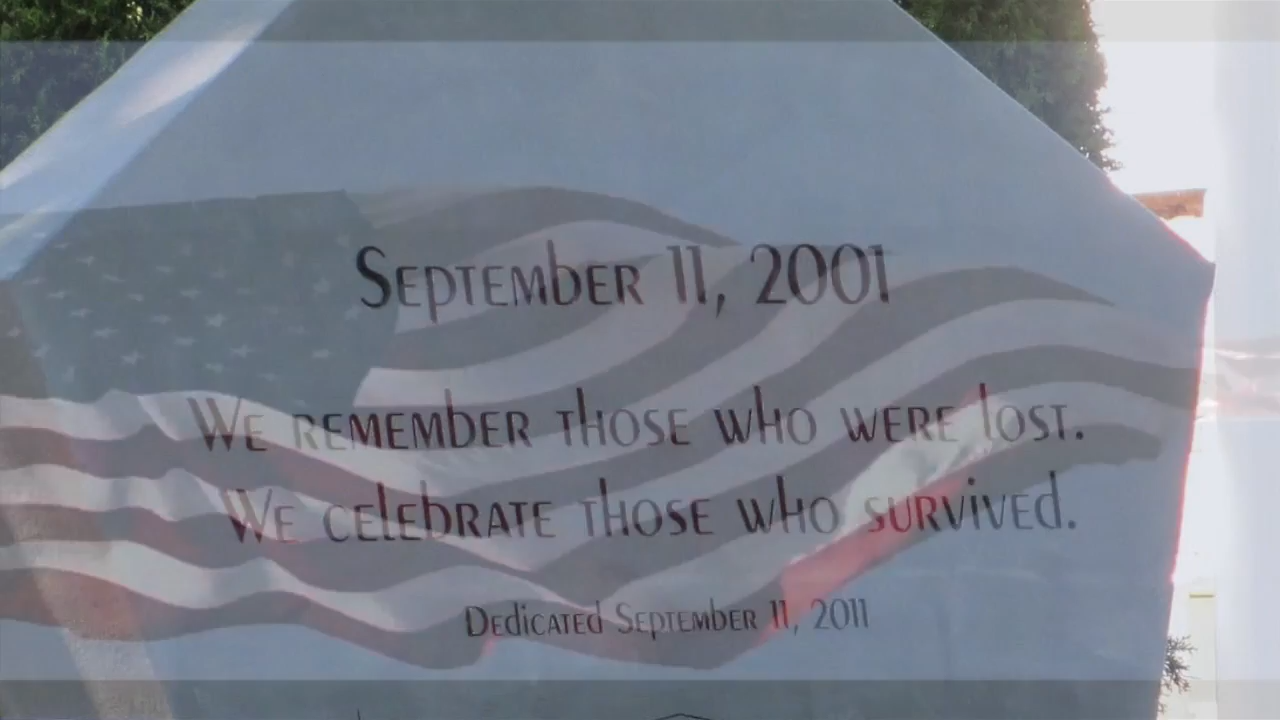 September 11, 2001
We remember those who were lost.
We celebrate those who survived.
Dedicated September 11, 2011